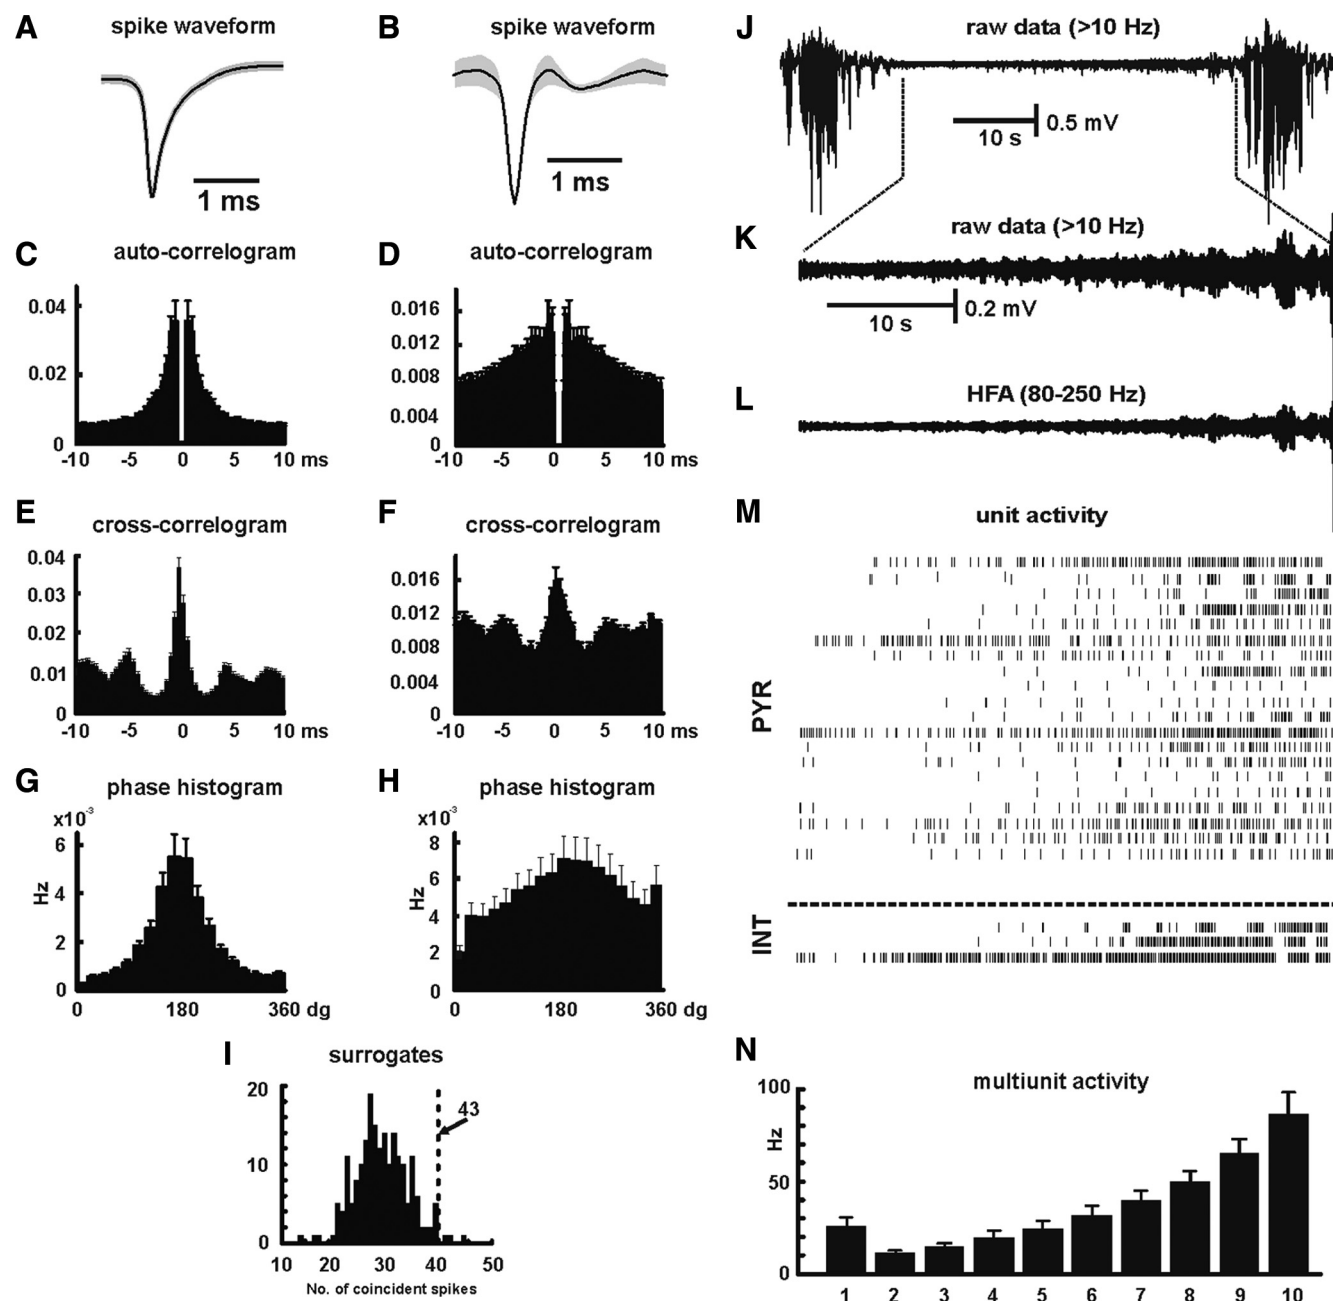 A
spike waveform
1 ms
B
spike waveform
1 ms
C
auto-correlogram
0.04
0.02
0
-10 -5 0 5 10 ms
D
auto-correlogram
0.016
0.012
0.008
0.004
0
-10 -5 0 5 10 ms
E
cross-correlogram
0.04
0.03
0.02
0.01
0
-10 -5 0 5 10 ms
F
cross-correlogram
0.016
0.012
0.008
0.004
0
-10 -5 0 5 10 ms
G
phase histogram
x10⁻³
6
4
2
0
Hz
0 180 360 dg
H
phase histogram
x10⁻³
8
6
4
2
0
Hz
0 180 360 dg
I
surrogates
20
10
0
43
10 20 30 40 50
No. of coincident spikes
J
raw data (>10 Hz)
10 s
0.5 mV
K
raw data (>10 Hz)
10 s
0.2 mV
L
HFA (80-250 Hz)
M
unit activity
PYR
INT
N
multiunit activity
100
50
0
Hz
1 2 3 4 5 6 7 8 9 10